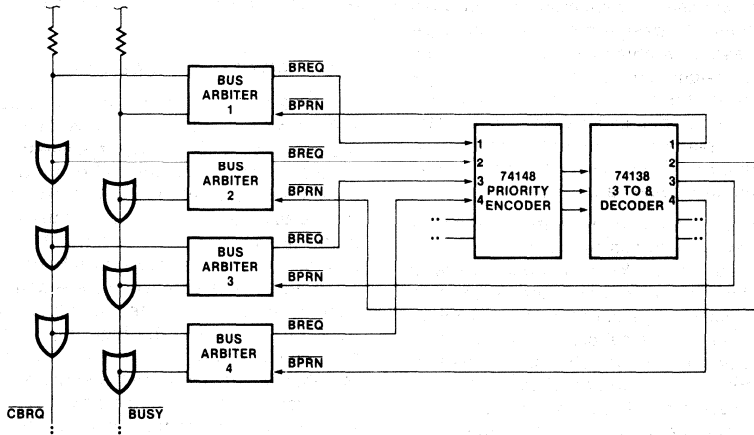 BUS
ARBITER
1
BREQ
BPRN
BUS
ARBITER
2
BREQ
BPRN
BUS
ARBITER
3
BREQ
BPRN
BUS
ARBITER
4
BREQ
BPRN
1
2
3
4
74148
PRIORITY
ENCODER
74138
3 TO 8
DECODER
1
2
3
4
CBRQ
BUSY